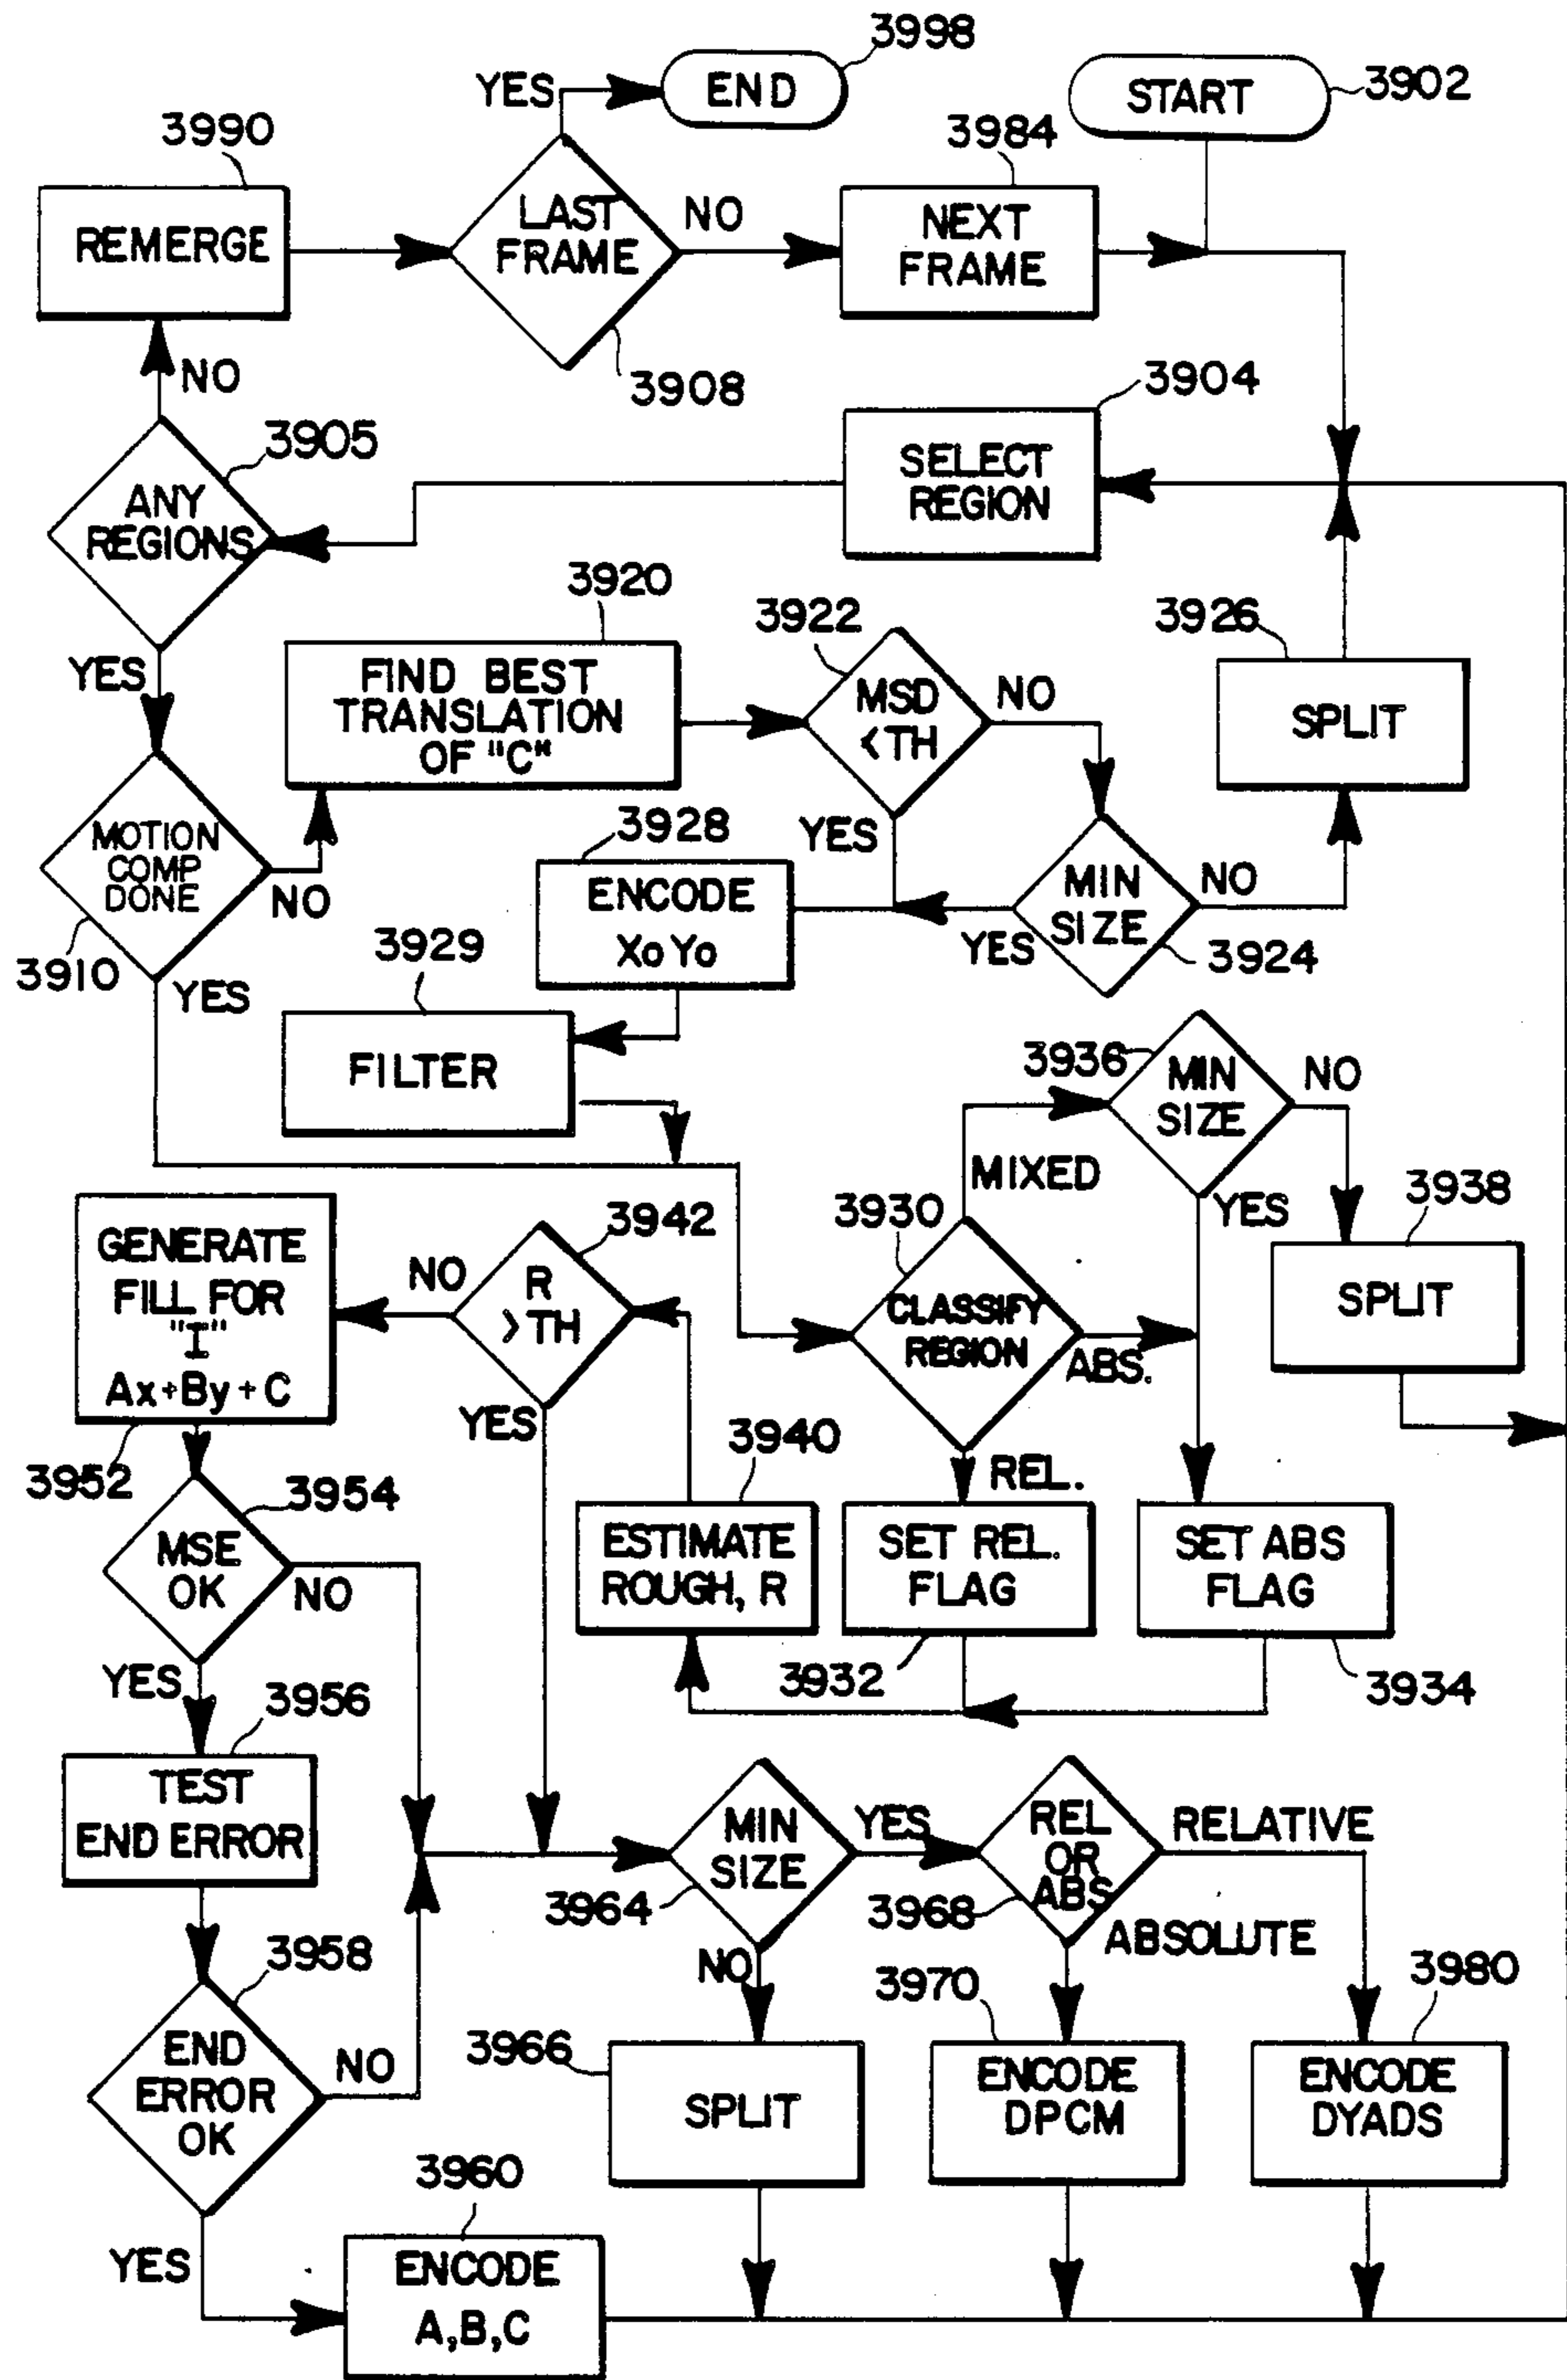 3998
YES
END
START
3902
3990
3984
REMERGE
LAST
FRAME
NO
NEXT
FRAME
3908
NO
3904
3905
SELECT
REGION
ANY
REGIONS
3920
3922
3926
YES
FIND BEST
TRANSLATION
OF "C"
MSD
<TH
NO
SPLIT
MOTION
COMP
DONE
NO
3928
YES
ENCODE
Xo Yo
MIN
SIZE
NO
YES
3924
3910
YES
3929
FILTER
3936
MIN
SIZE
NO
MIXED
YES
3938
SPLIT
3930
CLASSIFY
REGION
ABS.
REL.
3942
R
>TH
NO
YES
GENERATE
FILL FOR
"I"
Ax+By+C
3952
3940
ESTIMATE
ROUGH, R
SET REL.
FLAG
SET ABS
FLAG
3932
3934
3954
MSE
OK
NO
YES
3956
TEST
END ERROR
MIN
SIZE
YES
REL
OR
ABS
RELATIVE
3964
3968
ABSOLUTE
NO
3958
END
ERROR
OK
NO
3966
SPLIT
3970
ENCODE
DPCM
3980
ENCODE
DYADS
YES
3960
ENCODE
A,B,C